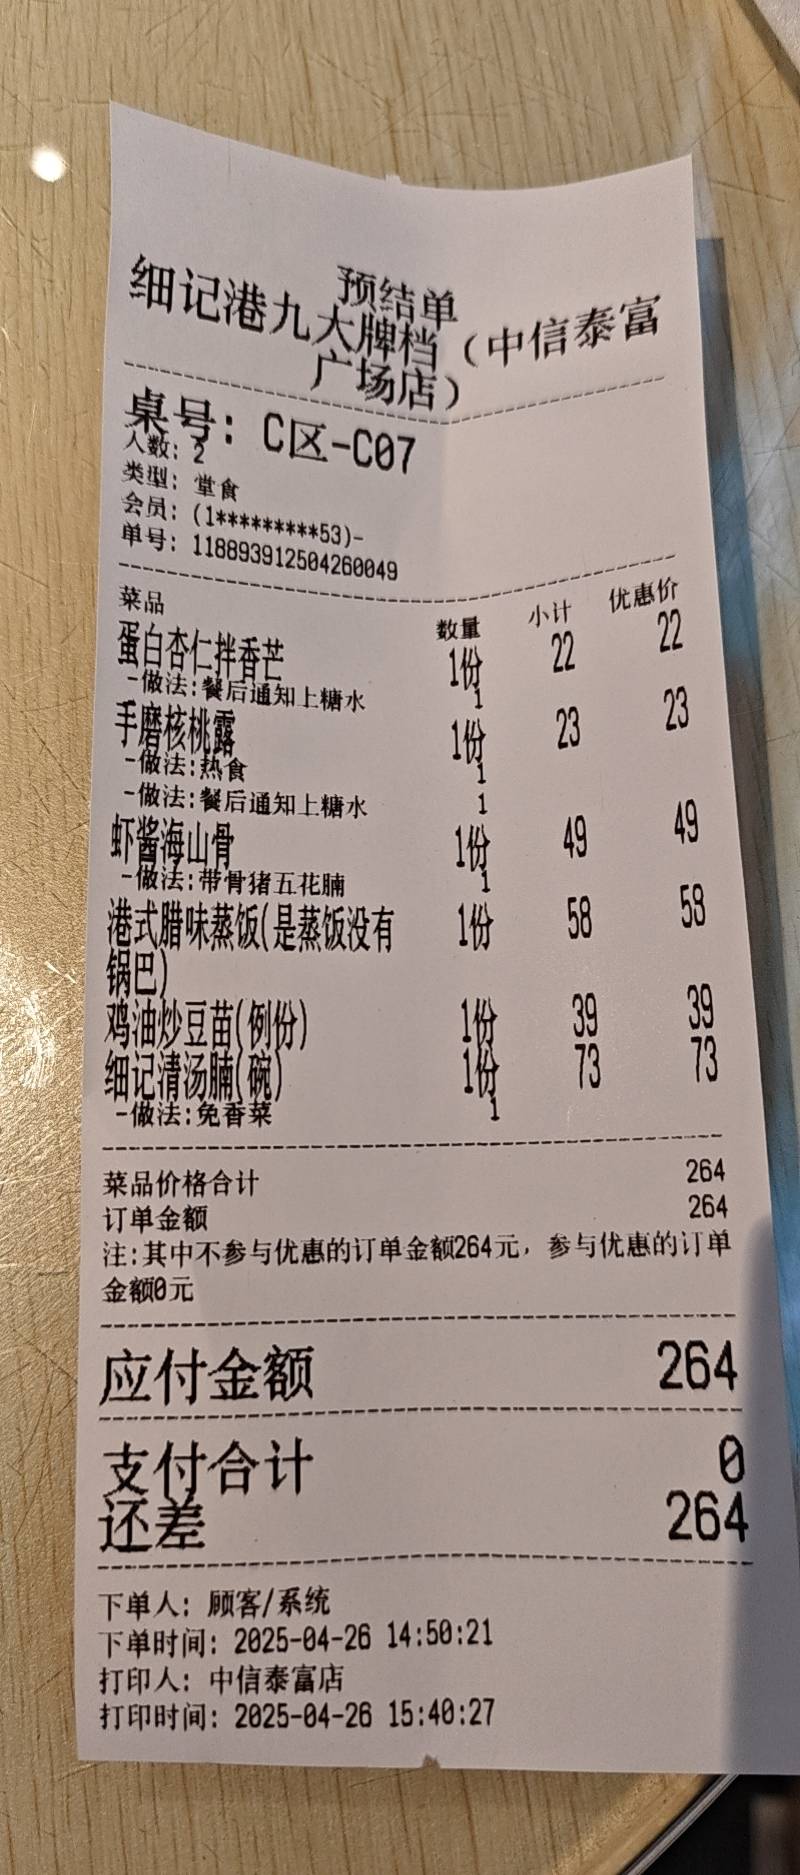 预结单
细记港九大牌档（中信泰富
广场店）
桌号：C区-C07
人数：2
类型：堂食
会员：(1*********53)-
单号：118893912504260049
菜品 数量 小计 优惠价
蛋白杏仁拌香芒 1份 22 22
-做法:餐后通知上糖水 1
手磨核桃露 1份 23 23
-做法:热食 1
-做法:餐后通知上糖水 1
虾酱海山骨 1份 49 49
-做法:带骨猪五花腩 1
港式腊味蒸饭(是蒸饭没有 1份 58 58
锅巴)
鸡油炒豆苗(例份) 1份 39 39
细记清汤腩(碗) 1份 73 73
-做法:免香菜 1
菜品价格合计 264
订单金额 264
注:其中不参与优惠的订单金额264元，参与优惠的订单
金额0元
应付金额 264
支付合计 0
还差 264
下单人：顾客/系统
下单时间：2025-04-26 14:50:21
打印人：中信泰富店
打印时间：2025-04-26 15:40:27